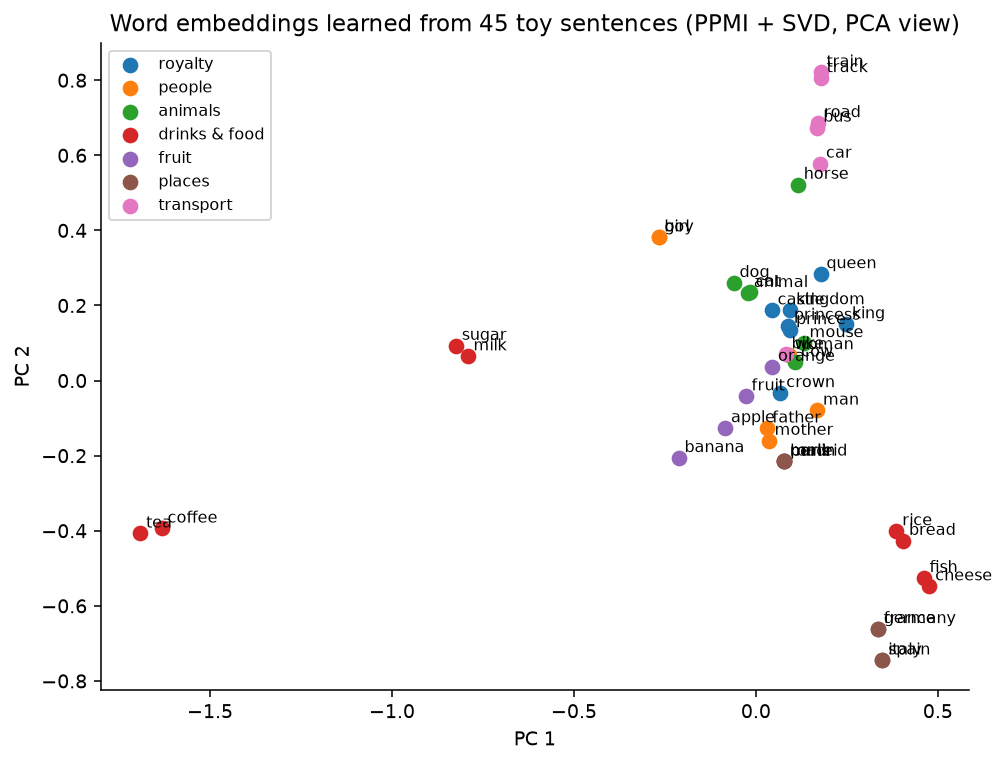 Word embeddings learned from 45 toy sentences (PPMI + SVD, PCA view)
royalty
people
animals
drinks & food
fruit
places
transport
train
track
road
bus
car
horse
queen
dog
animal
castle
kingdom
king
princess
prince
mouse
woman
cow
orange
sugar
milk
fruit
crown
man
apple
father
mother
banana
tea
coffee
rice
bread
fish
cheese
germany
spain
0.8
0.6
0.4
0.2
0.0
−0.2
−0.4
−0.6
−0.8
PC 2
−1.5
−1.0
−0.5
0.0
0.5
PC 1